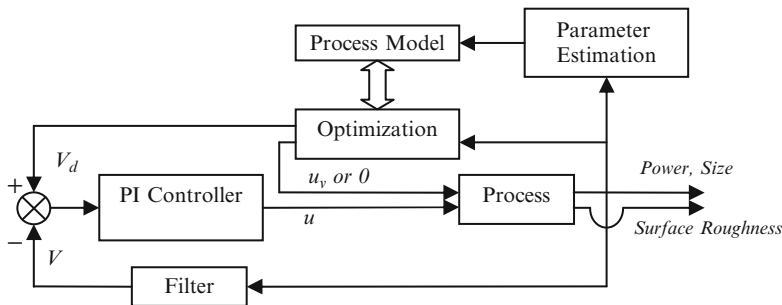 Process Model
Parameter
Estimation
Optimization
V_d
u_v or 0
Power, Size
+
PI Controller
Process
u
Surface Roughness
−
V
Filter